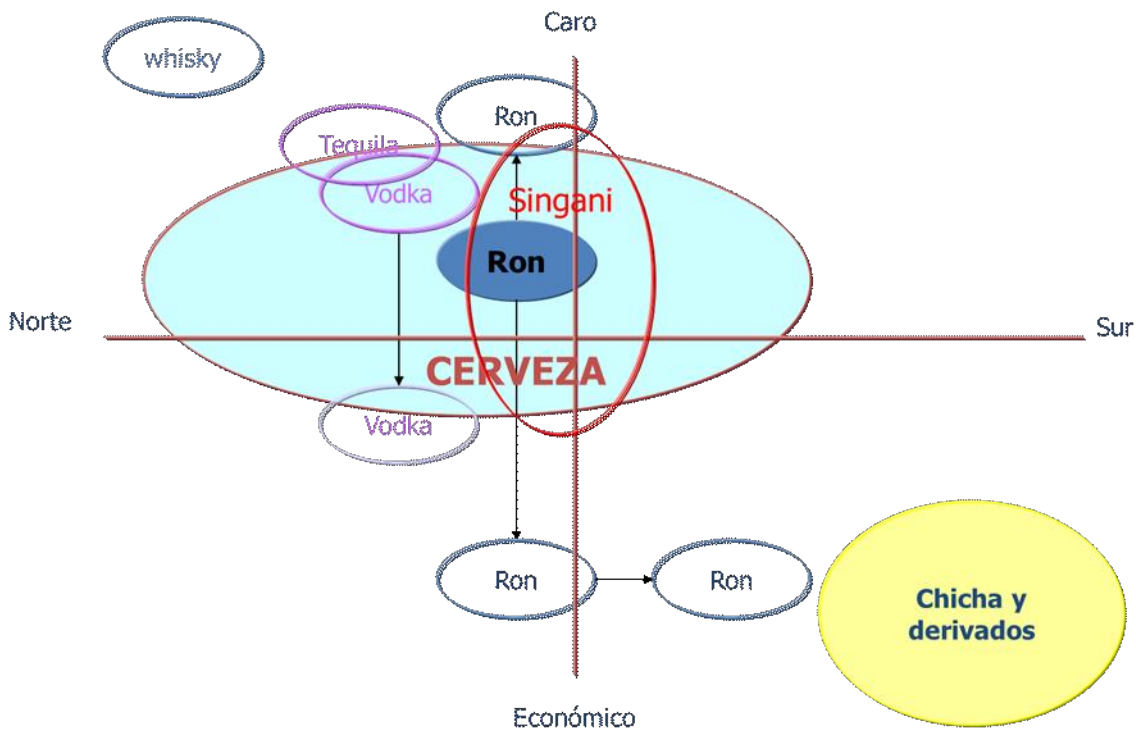 Caro
whisky
Ron
Tequila
Vodka
Singani
Ron
Norte
Sur
CERVEZA
Vodka
Ron
Ron
Chicha y
derivados
Económico